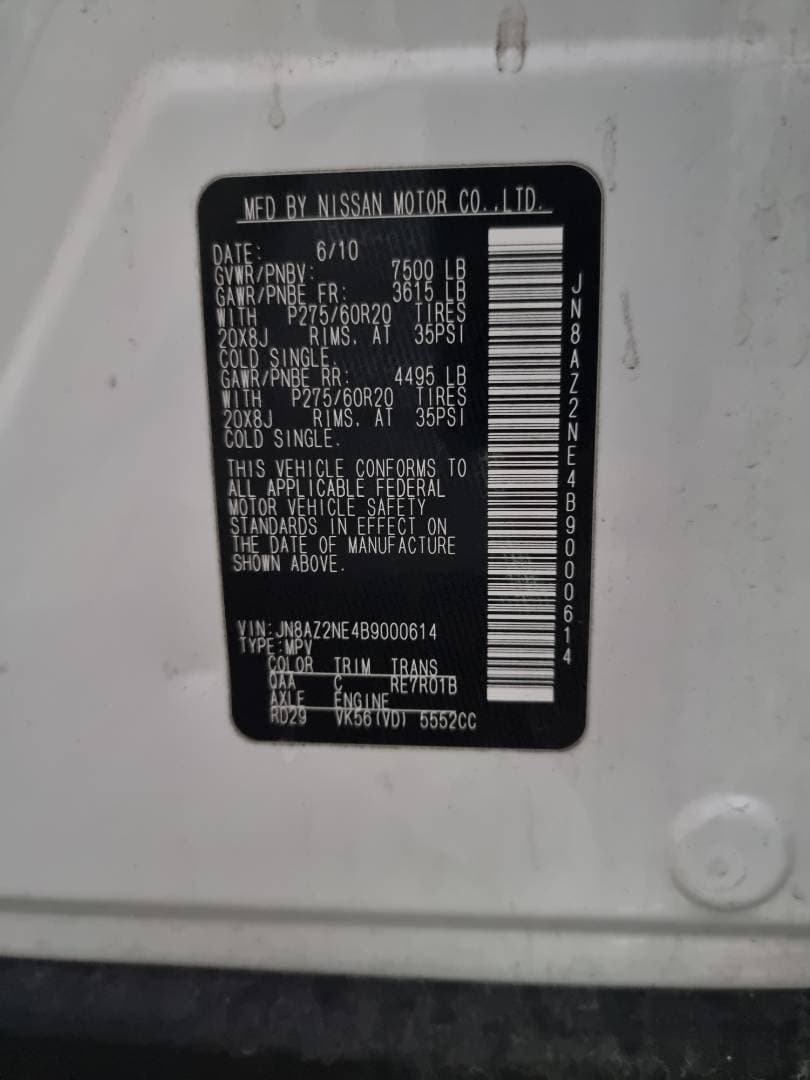 MFD BY NISSAN MOTOR CO.,LTD.
DATE: 6/10
GVWR/PNBV: 7500 LB
GAWR/PNBE FR: 3615 LB
WITH P275/60R20 TIRES
20X8J RIMS. AT 35PSI
COLD SINGLE.
GAWR/PNBE RR: 4495 LB
WITH P275/60R20 TIRES
20X8J RIMS. AT 35PSI
COLD SINGLE.
THIS VEHICLE CONFORMS TO
ALL APPLICABLE FEDERAL
MOTOR VEHICLE SAFETY
STANDARDS IN EFFECT ON
THE DATE OF MANUFACTURE
SHOWN ABOVE.
VIN:JN8AZ2NE4B9000614
TYPE:MPV
COLOR TRIM TRANS
QAA C RE7R01B
AXLE ENGINE
RD29 VK56(VD) 5552CC
JN8AZ2NE4B9000614